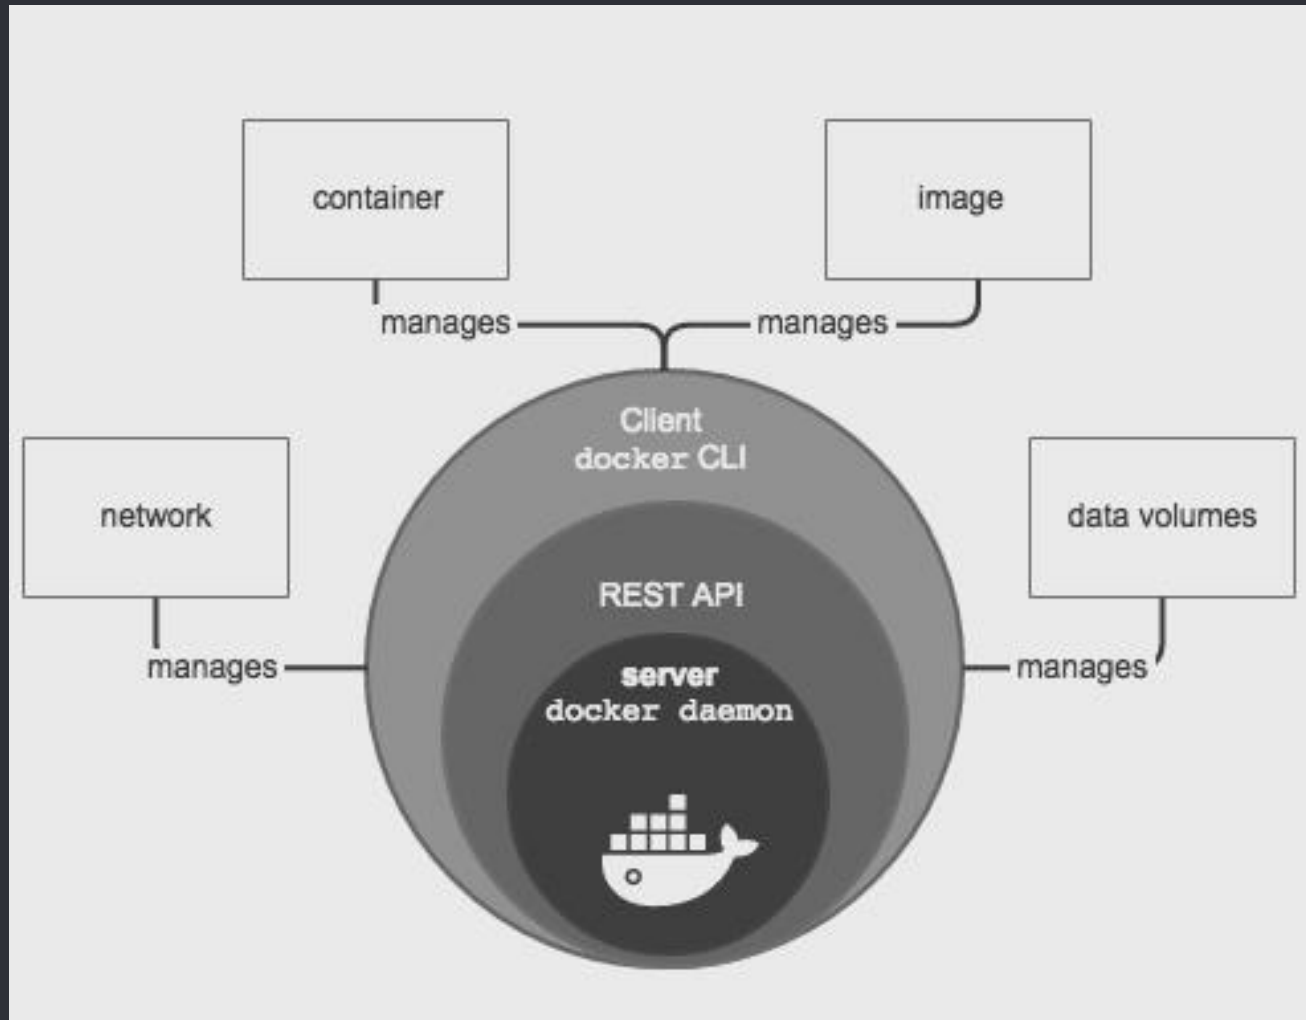 container
image
manages
manages
Client
docker CLI
network
data volumes
REST API
manages
server
manages
docker daemon